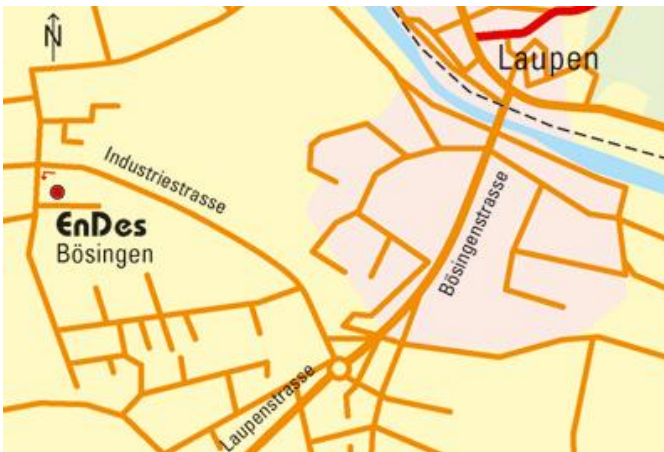 N
Laupen
Industriestrasse
EnDes
Bösingen
Bösingenstrasse
Laupenstrasse